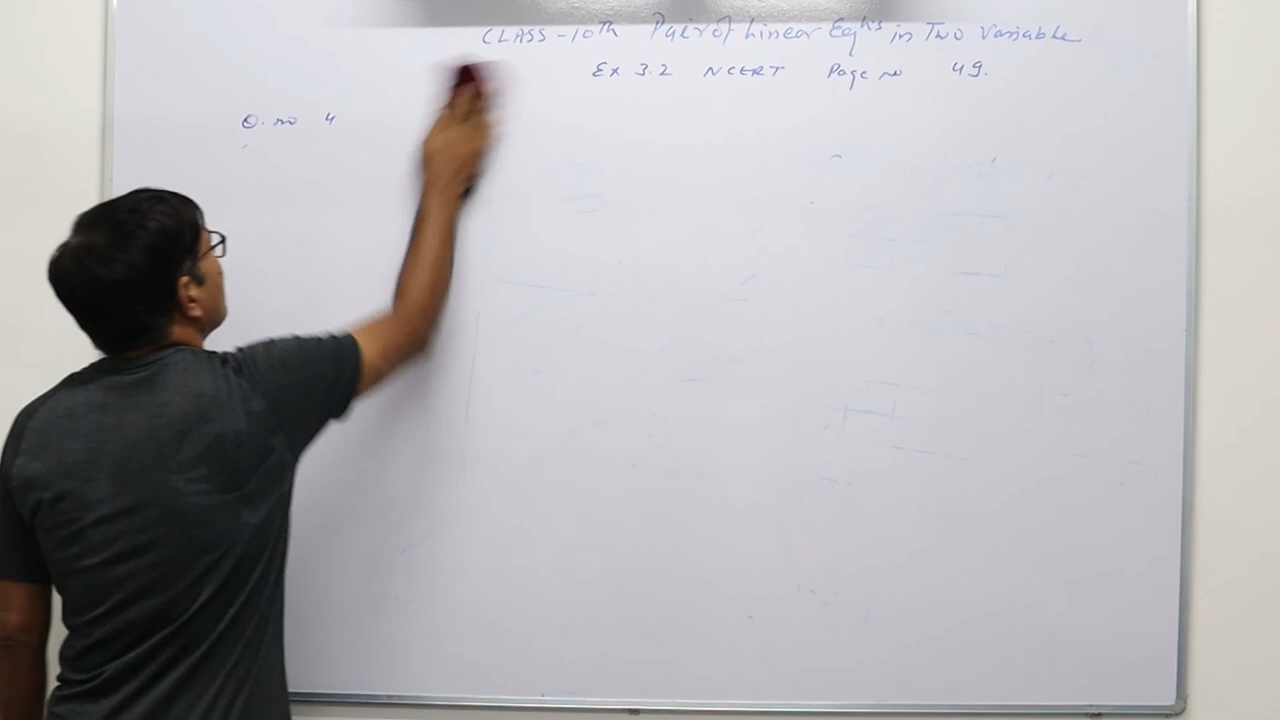 CLASS-10th Pair of Linear Eqns in Two Variable
Ex 3.2 NCERT Page no 49.
Q. no 4